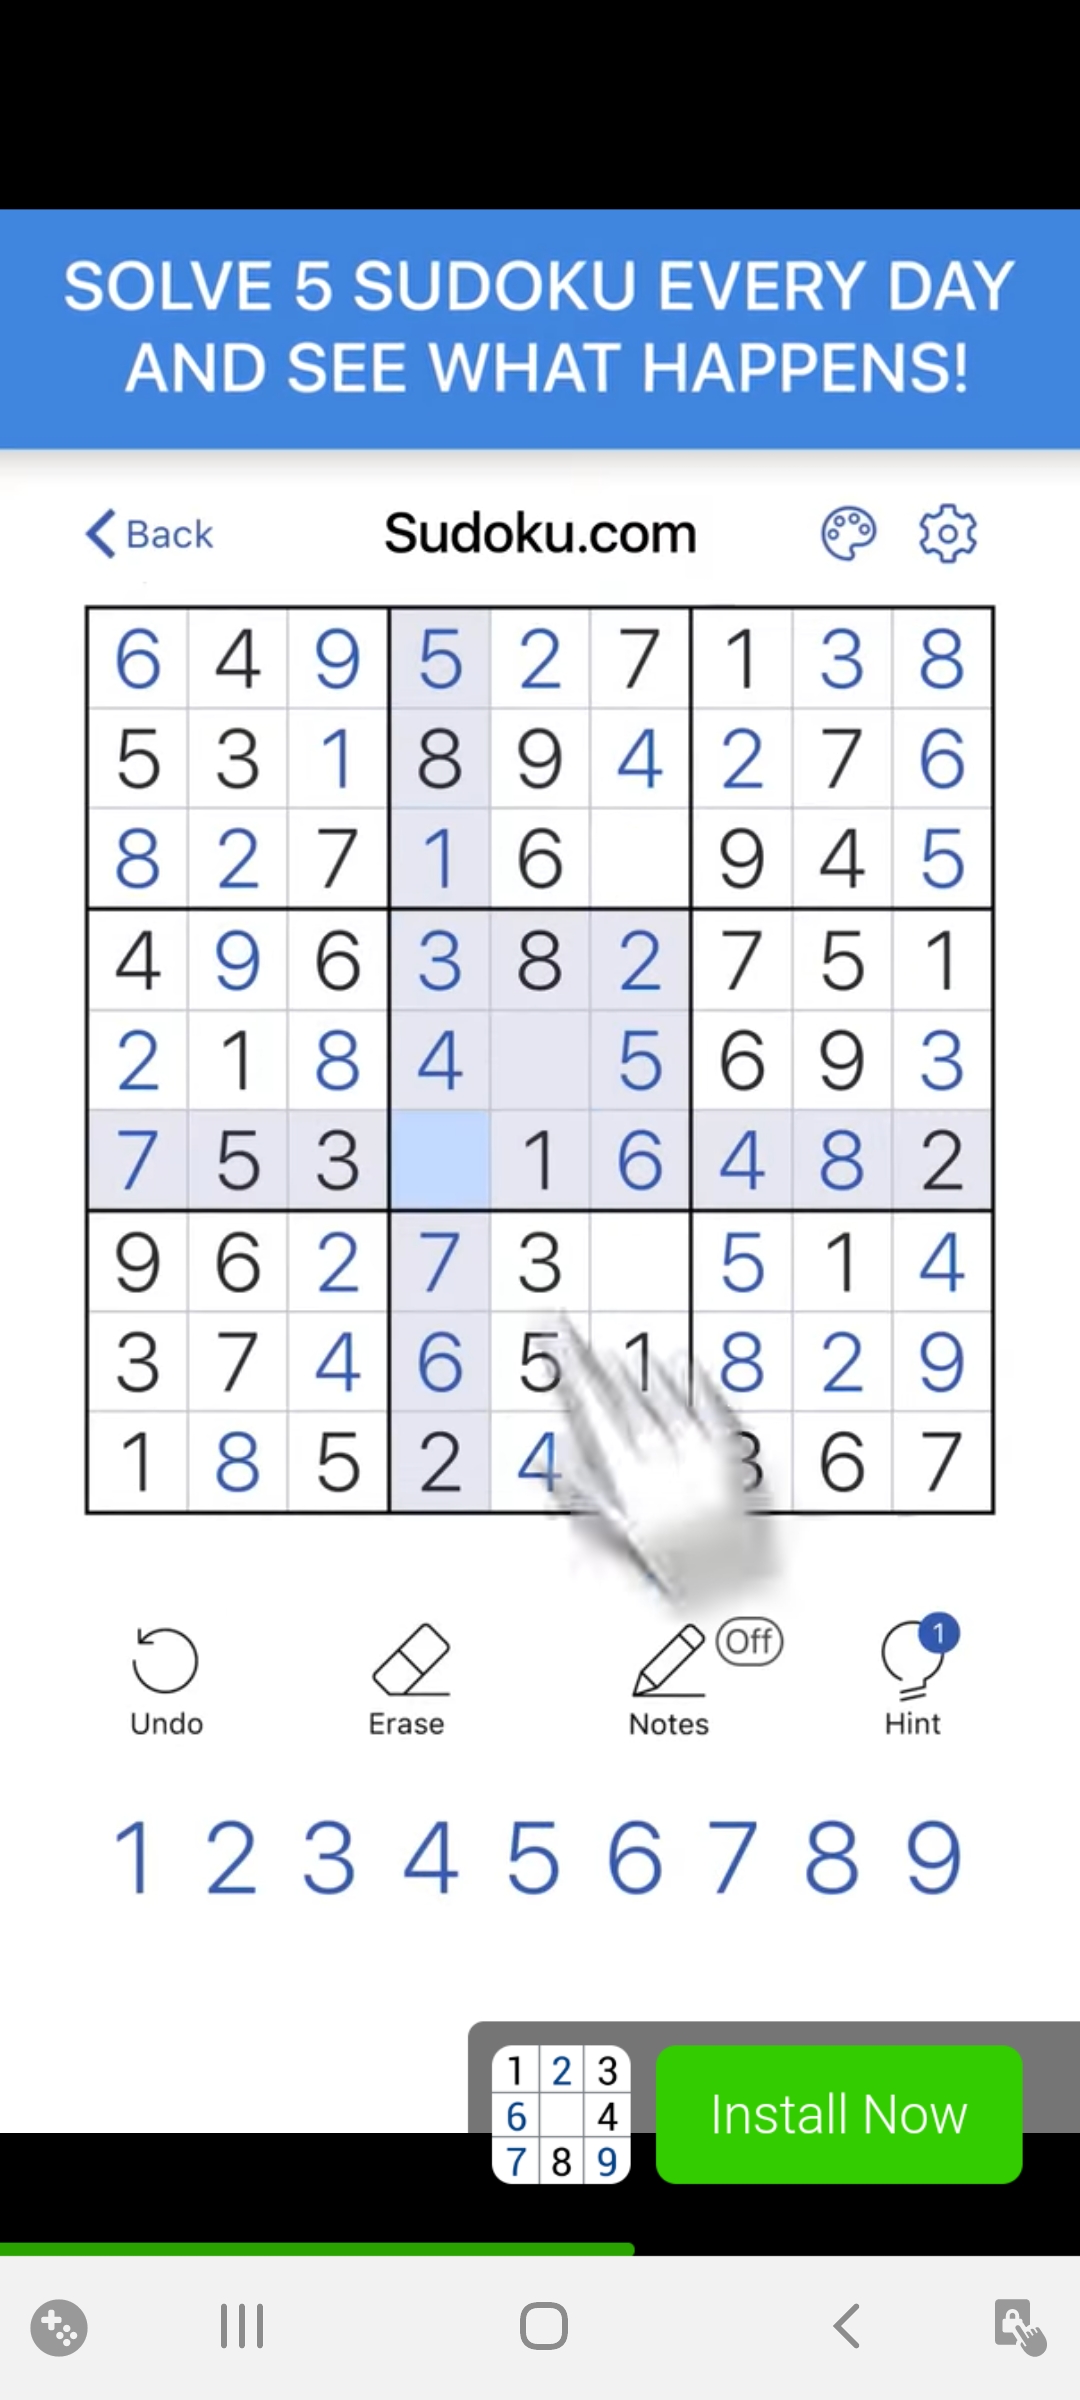 SOLVE 5 SUDOKU EVERY DAY
AND SEE WHAT HAPPENS!
Back Sudoku.com
6 4 9 5 2 7 1 3 8
5 3 1 8 9 4 2 7 6
8 2 7 1 6 9 4 5
4 9 6 3 8 2 7 5 1
2 1 8 4 5 6 9 3
7 5 3 1 6 4 8 2
9 6 2 7 3 5 1 4
3 7 4 6 5 1 8 2 9
1 8 5 2 4 3 6 7
Off 1
Undo Erase Notes Hint
1 2 3 4 5 6 7 8 9
1 2 3
6 4
7 8 9
Install Now